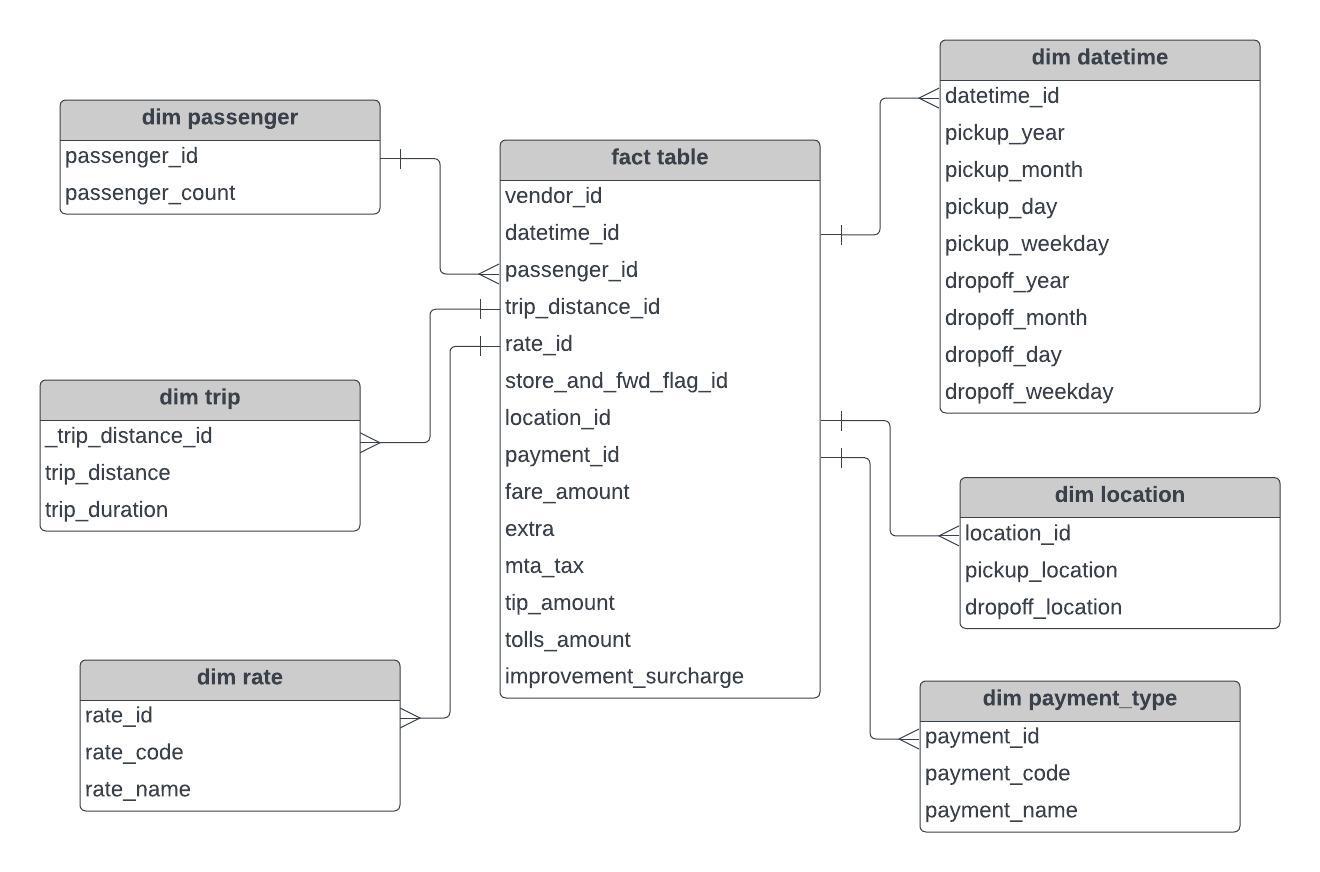 dim passenger
passenger_id
passenger_count
dim trip
_trip_distance_id
trip_distance
trip_duration
dim rate
rate_id
rate_code
rate_name
fact table
vendor_id
datetime_id
passenger_id
trip_distance_id
rate_id
store_and_fwd_flag_id
location_id
payment_id
fare_amount
extra
mta_tax
tip_amount
tolls_amount
improvement_surcharge
dim datetime
datetime_id
pickup_year
pickup_month
pickup_day
pickup_weekday
dropoff_year
dropoff_month
dropoff_day
dropoff_weekday
dim location
location_id
pickup_location
dropoff_location
dim payment_type
payment_id
payment_code
payment_name